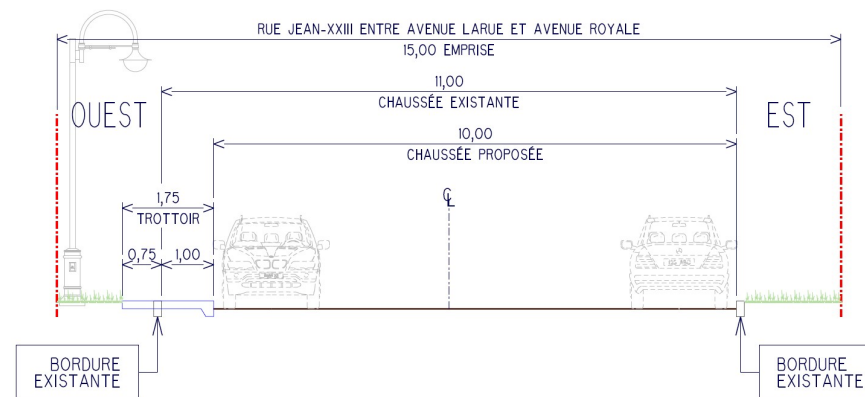 RUE JEAN-XXIII ENTRE AVENUE LARUE ET AVENUE ROYALE
15,00 EMPRISE
11,00
CHAUSSÉE EXISTANTE
OUEST
EST
10,00
CHAUSSÉE PROPOSÉE
1,75
TROTTOIR
℄
0,75
1,00
BORDURE
EXISTANTE
BORDURE
EXISTANTE